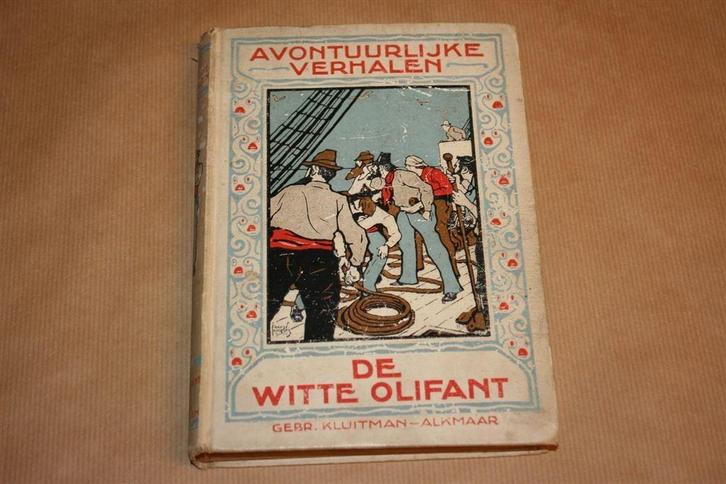 AVONTUURLIJKE
VERHALEN
DE
WITTE OLIFANT
GEBR. KLUITMAN–ALKMAAR